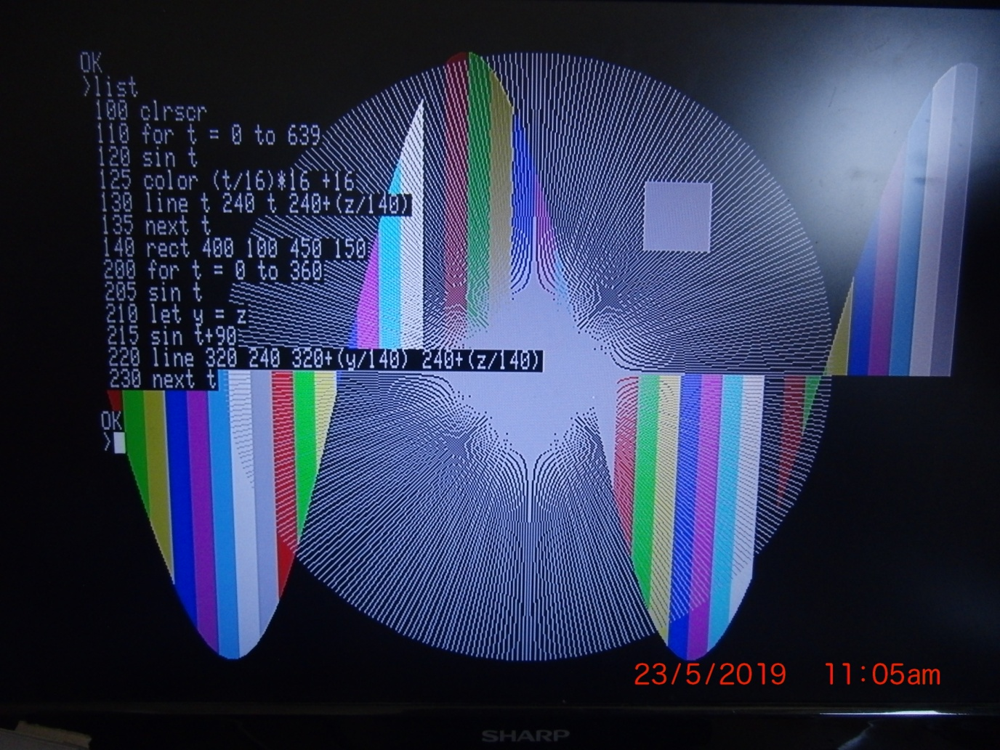 OK
>list
100 clrscr
110 for t = 0 to 639
120 sin t
125 color (t/16)*16 +16
130 line t 240 t 240+(z/140)
135 next t
140 rect 400 100 450 150
200 for t = 0 to 360
205 sin t
210 let y = z
215 sin t+90
220 line 320 240 320+(y/140) 240+(z/140)
230 next t
OK
>
23/5/2019 11:05am
SHARP